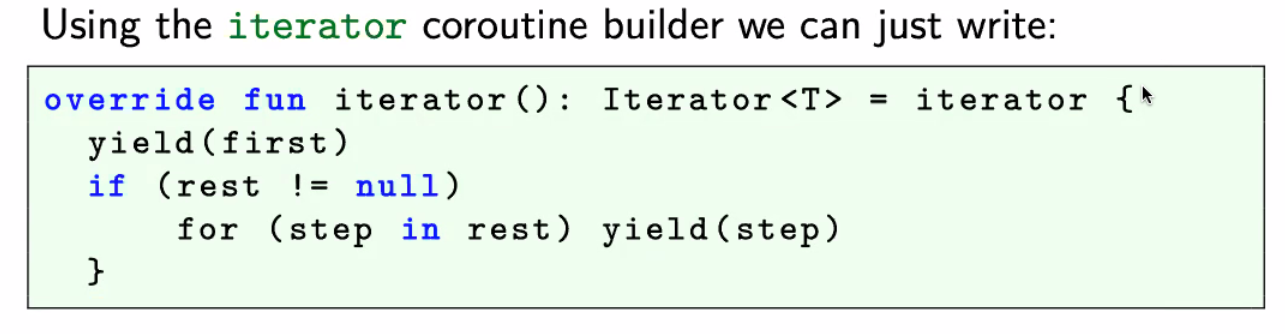 Using the iterator coroutine builder we can just write:
override fun iterator(): Iterator<T> = iterator {
  yield(first)
  if (rest != null)
      for (step in rest) yield(step)
  }